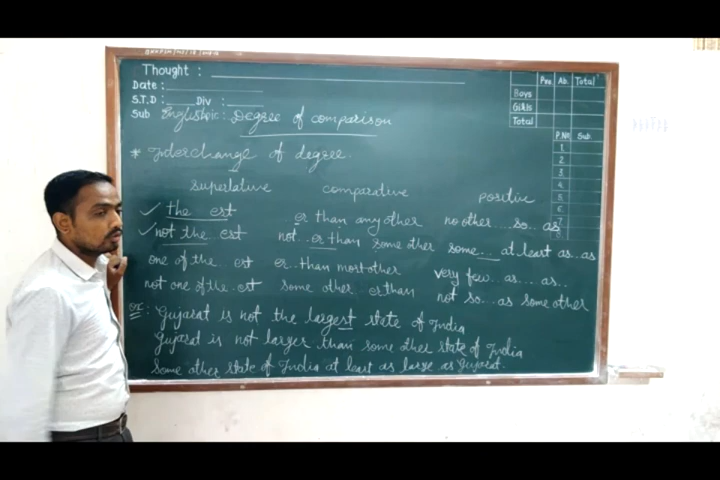 Thought :
Pre. Ab. Total
Date :
Boys
S.T.D : Div :
Girls
Sub English Degree of comparison
Total
P.No Sub.
* Interchange of degree.
1.
2
3
4
5
6
7
8
superlative comparative positive
✓ the est er than any other no other.... so... as
✓ not the... est not... er than some other some... at least as..as
one of the... est er...than most other very few..as....as..
not one of the..est some other er than not so...as some other
ex : Gujarat is not the largest state of India
Gujarat is not larger than some other state of India
Some other state of India at least as large as Gujarat.